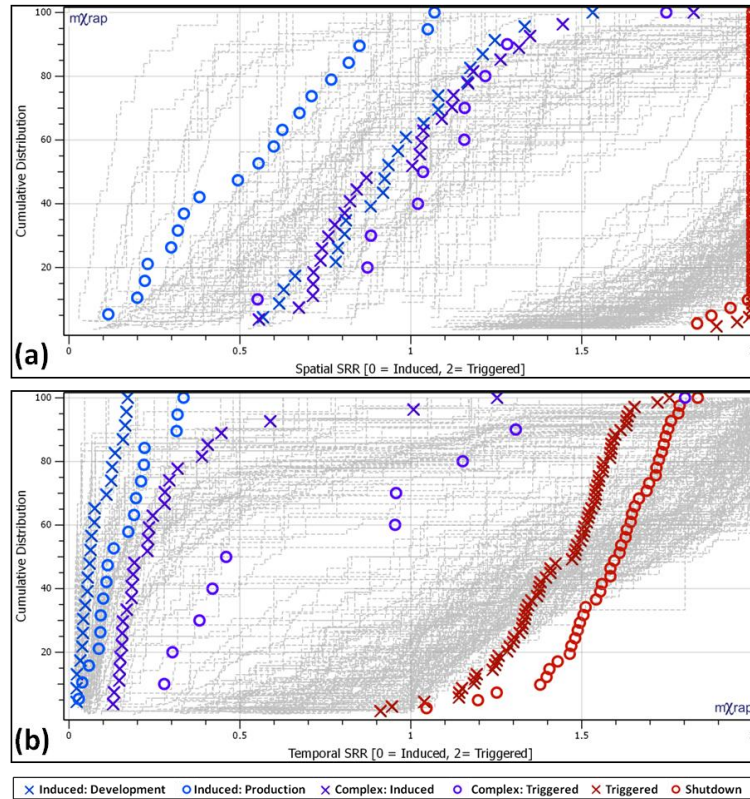 mXrap
100
80
60
40
20
Cumulative Distribution
0 0.5 1 1.5
Spatial SRR [0 = Induced, 2= Triggered]
(a)
100
80
60
40
20
Cumulative Distribution
0 0.5 1 1.5
Temporal SRR [0 = Induced, 2= Triggered]
mXrap
(b)
Induced: Development Induced: Production Complex: Induced Complex: Triggered Triggered Shutdown